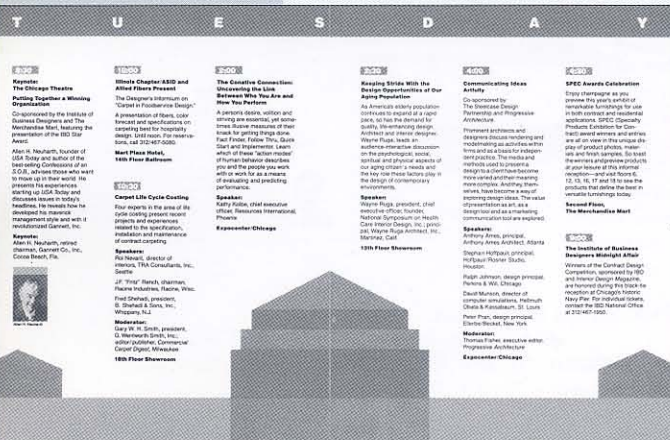 TUESDAY
8:30
Keynote:
The Chicago Theatre
Putting Together a Winning
Organization
Co-sponsored by the Institute of
Business Designers and The
Merchandise Mart, featuring the
presentation of the IBD Star
Award.
Allen H. Neuharth, founder of
USA Today and author of the
best-selling Confessions of an
S.O.B., advises those who want
to move up in their world. He
presents his experiences
starting up USA Today and
discusses issues in today's
headlines. He reveals how he
developed his maverick
management style and with it
revolutionized Gannett Inc.
Keynote:
Allen H. Neuharth, retired
chairman, Gannett Co., Inc.,
Cocoa Beach, Fla.
10:00
Illinois Chapter/ASID and
Allied Fibers Present
The Designer's Informtion on
"Carpet in Foodservice Design."
A presentation of fibers, color
forecast and specifications on
carpeting best for hospitality
design. Until noon. For reserva-
tions, call 312/467-5080.
Mart Plaza Hotel,
14th Floor Ballroom
10:30
Carpet Life Cycle Costing
Four experts in the area of life
cycle costing present recent
projects and experiences
related to the specification,
installation and maintenance
of contract carpeting.
Speakers:
Roi Nevaril, director of
interiors, TRA Consultants, Inc.,
Seattle
J.F. "Fritz" Rench, chairman,
Racine Industries, Racine, Wisc.
Fred Shehadi, president,
B. Shehadi & Sons, Inc.,
Whippany, N.J.
Moderator:
Gary W. H. Smith, president,
G. Wentworth Smith, Inc.;
editor/publisher, Commercial
Carpet Digest, Milwaukee
18th Floor Showroom
The Conative Connection:
Uncovering the Link
Between Who You Are and
How You Perform
A person's desire, volition and
striving are essential, yet some-
times illusive measures of their
knack for getting things done.
Fact Finder, Follow Thru, Quick
Start and Implementor. Learn
which of these "action modes"
of human behavior describes
you and the people you work
with or work for as a means
of evaluating and predicting
performance.
Speaker:
Kathy Kolbe, chief executive
officer, Resources International,
Phoenix
Expocenter/Chicago
3:30
Keeping Stride With the
Design Opportunities of Our
Aging Population
As America's elderly population
continues to expand at a rapid
pace, so has the demand for
quality, life-enhancing design.
Architect and interior designer,
Wayne Ruga, leads an
audience-interactive discussion
on the psychological, social,
spiritual and physical aspects of
our aging citizen's needs and
the key role these factors play in
the design of contemporary
environments.
Speaker:
Wayne Ruga, president, chief
executive officer, founder,
National Symposium on Health
Care Interior Design, Inc.; princi-
pal, Wayne Ruga Architect, Inc.,
Martinez, Calif.
13th Floor Showroom
4:00
Communicating Ideas
Artfully
Co-sponsored by
The Steelcase Design
Partnership and Progressive
Architecture.
Prominent architects and
designers discuss rendering and
modelmaking as activities within
firms and as a basis for indepen-
dent practice. The media and
methods used to present a
design to a client have become
more varied and their meaning
more complex. And they them-
selves, have become a way of
exploring design ideas. The value
of presentation as art, as a
design tool and as a marketing
communication tool are explored.
Speakers:
Anthony Ames, principal,
Anthony Ames Architect, Atlanta
Stephen Hoffpauir, principal,
Hoffpauir Rosner Studio,
Houston
Ralph Johnson, design principal,
Perkins & Will, Chicago
David Munson, director of
computer simulations, Hellmuth
Obata & Kassabaum, St. Louis
Peter Pran, design principal,
Ellerbe Becket, New York
Moderator:
Thomas Fisher, executive editor,
Progressive Architecture
Expocenter/Chicago
SPEC Awards Celebration
Enjoy champagne as you
preview this year's exhibit of
remarkable furnishings for use
in both contract and residential
applications. SPEC (Specialty
Products Exhibition for Con-
tract) award winners and entries
are all on view in this unique dis-
play of product photos, mater-
ials and finish samples. So toast
the winners and preview products
at your leisure at this informal
reception—and visit floors 6,
12, 13, 16, 17 and 18 to see the
products that define the best in
versatile furnishings today.
Second Floor,
The Merchandise Mart
The Institute of Business
Designers Midnight Affair
Winners of the Contract Design
Competition, sponsored by IBD
and Interior Design Magazine,
are honored during this black-tie
reception at Chicago's historic
Navy Pier. For individual tickets,
contact the IBD National Office
at 312/467-1950.